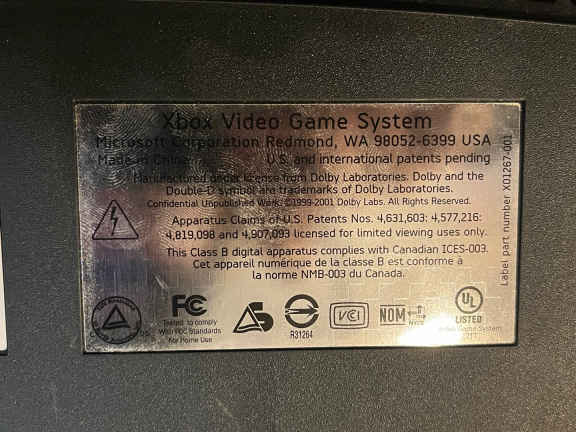 Xbox Video Game System
Microsoft Corporation Redmond, WA 98052-6399 USA
Made in China U.S. and international patents pending
Manufactured under license from Dolby Laboratories. Dolby and the
Double-D symbol are trademarks of Dolby Laboratories.
Confidential Unpublished Work. ©1999-2001 Dolby Labs. All Rights Reserved.
Apparatus Claims of U.S. Patents Nos. 4,631,603; 4,577,216;
4,819,098 and 4,907,093 licensed for limited viewing uses only.
This Class B digital apparatus complies with Canadian ICES-003.
Cet appareil numérique de la classe B est conforme à
la norme NMB-003 du Canada.
Label part number X01287-001
FC
Tested to comply
With FCC Standards
For Home Use
R31264
VCI
NOM
NYCE
UL
LISTED
Video Game System